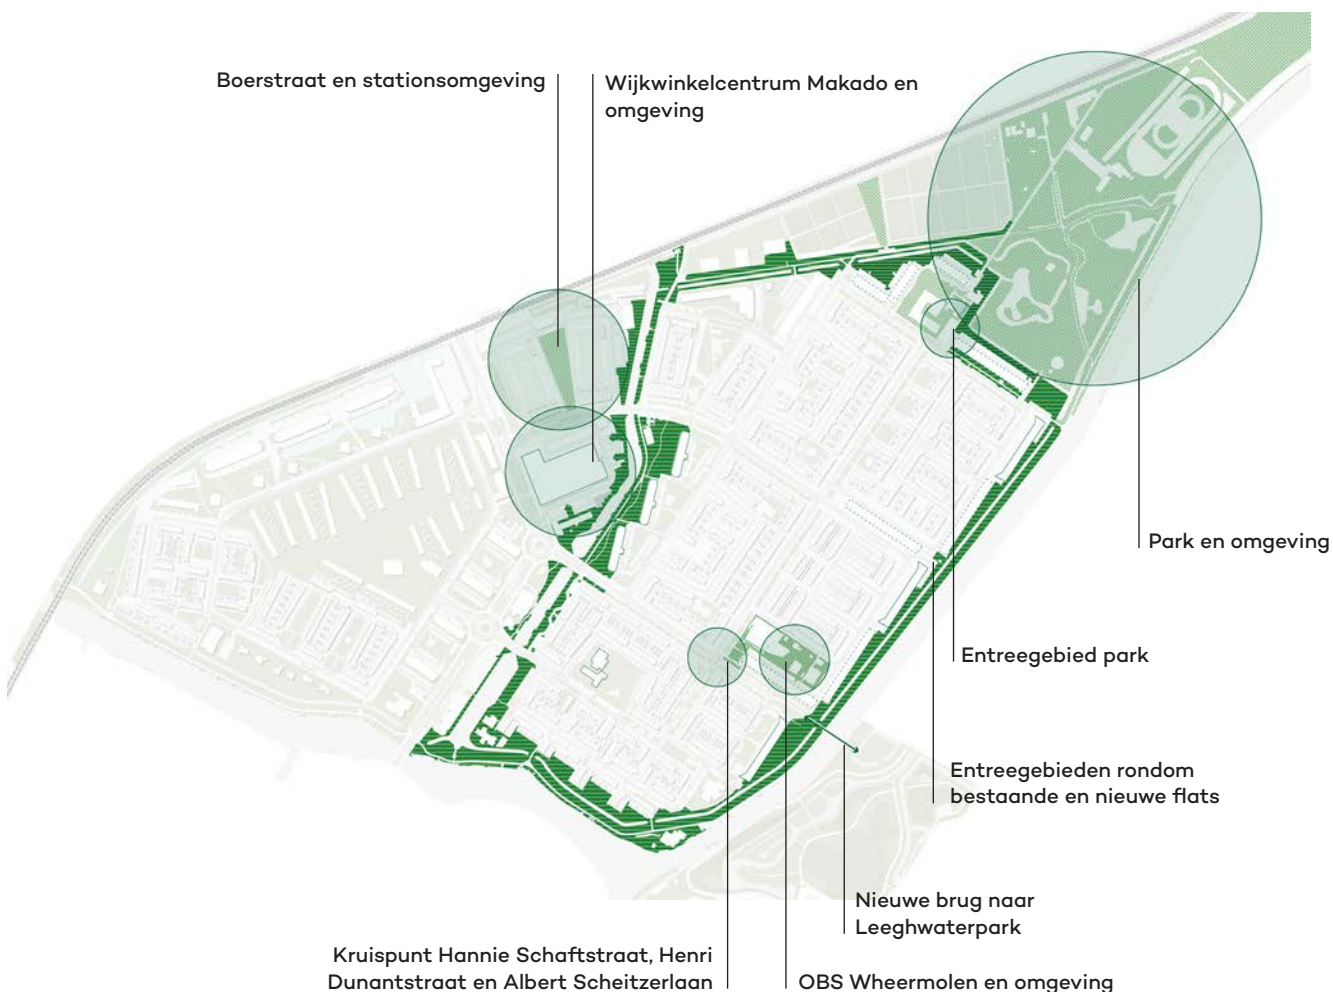 Boerstraat en stationsomgeving
Wijkwinkelcentrum Makado en
omgeving
Park en omgeving
Entreegebied park
Entreegebieden rondom
bestaande en nieuwe flats
Nieuwe brug naar
Leeghwaterpark
Kruispunt Hannie Schaftstraat, Henri
Dunantstraat en Albert Scheitzerlaan
OBS Wheermolen en omgeving